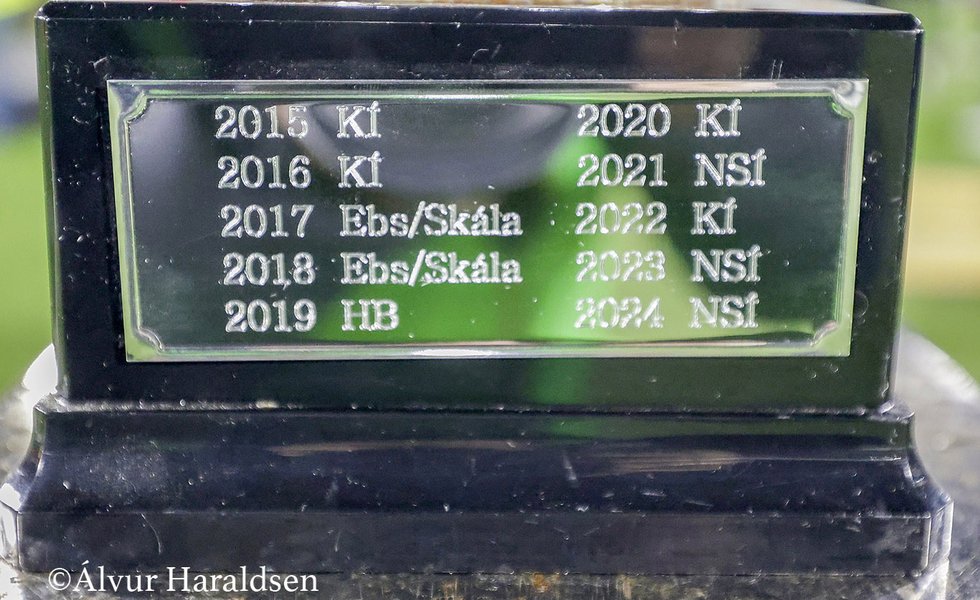 2015 KÍ
2016 KÍ
2017 Ebs/Skála
2018 Ebs/Skála
2019 HB
2020 KÍ
2021 NSÍ
2022 KÍ
2023 NSÍ
2024 NSÍ
©Álvur Haraldsen